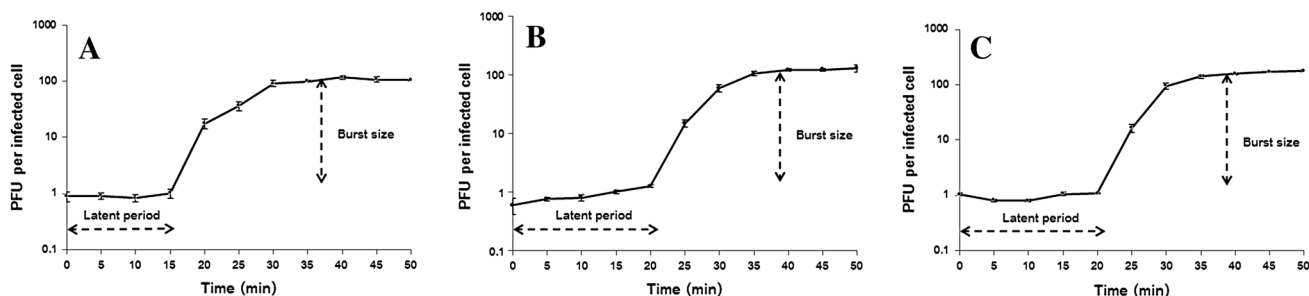 A
PFU per infected cell
1000
100
10
1
0.1
Burst size
Latent period
0 5 10 15 20 25 30 35 40 45 50
Time (min)
B
PFU per infected cell
1000
100
10
1
0.1
Burst size
Latent period
0 5 10 15 20 25 30 35 40 45 50
Time (min)
C
PFU per infected cell
1000
100
10
1
0.1
Burst size
Latent period
0 5 10 15 20 25 30 35 40 45 50
Time (min)